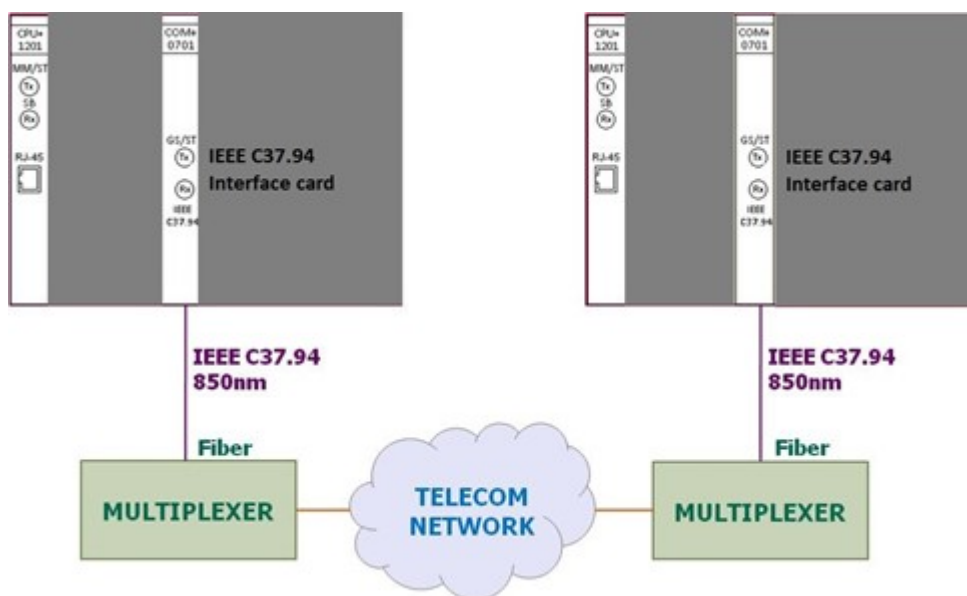 CPU+
1201
MM/ST
Tx
SB
Rx
RJ-45
COM+
0701
GS/ST
Tx
Rx
IEEE
C37.94
IEEE C37.94
Interface card
CPU+
1201
MM/ST
Tx
SB
Rx
RJ-45
COM+
0701
GS/ST
Tx
Rx
IEEE
C37.94
IEEE C37.94
Interface card
IEEE C37.94
850nm
Fiber
MULTIPLEXER
TELECOM
NETWORK
IEEE C37.94
850nm
Fiber
MULTIPLEXER